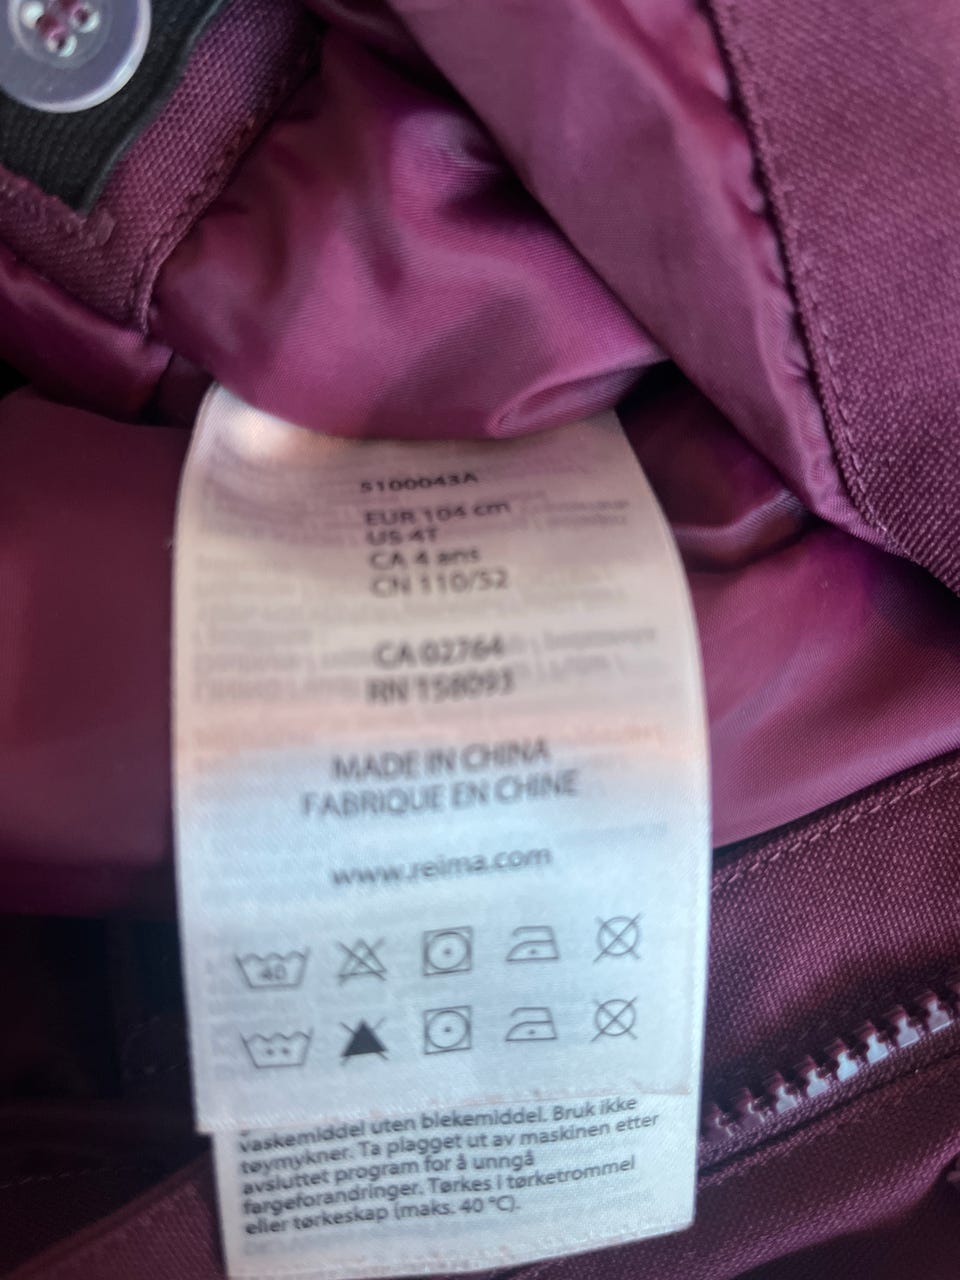 5100043A
EUR 104 cm
US 4T
CA 4 ans
CN 110/52
CA 02764
RN 158093
MADE IN CHINA
FABRIQUE EN CHINE
www.reima.com
40
vaskemiddel uten blekemiddel. Bruk ikke
tøymykner. Ta plagget ut av maskinen etter
avsluttet program for å unngå
fargeforandringer. Tørkes i tørketrommel
eller tørkeskap (maks. 40 °C).